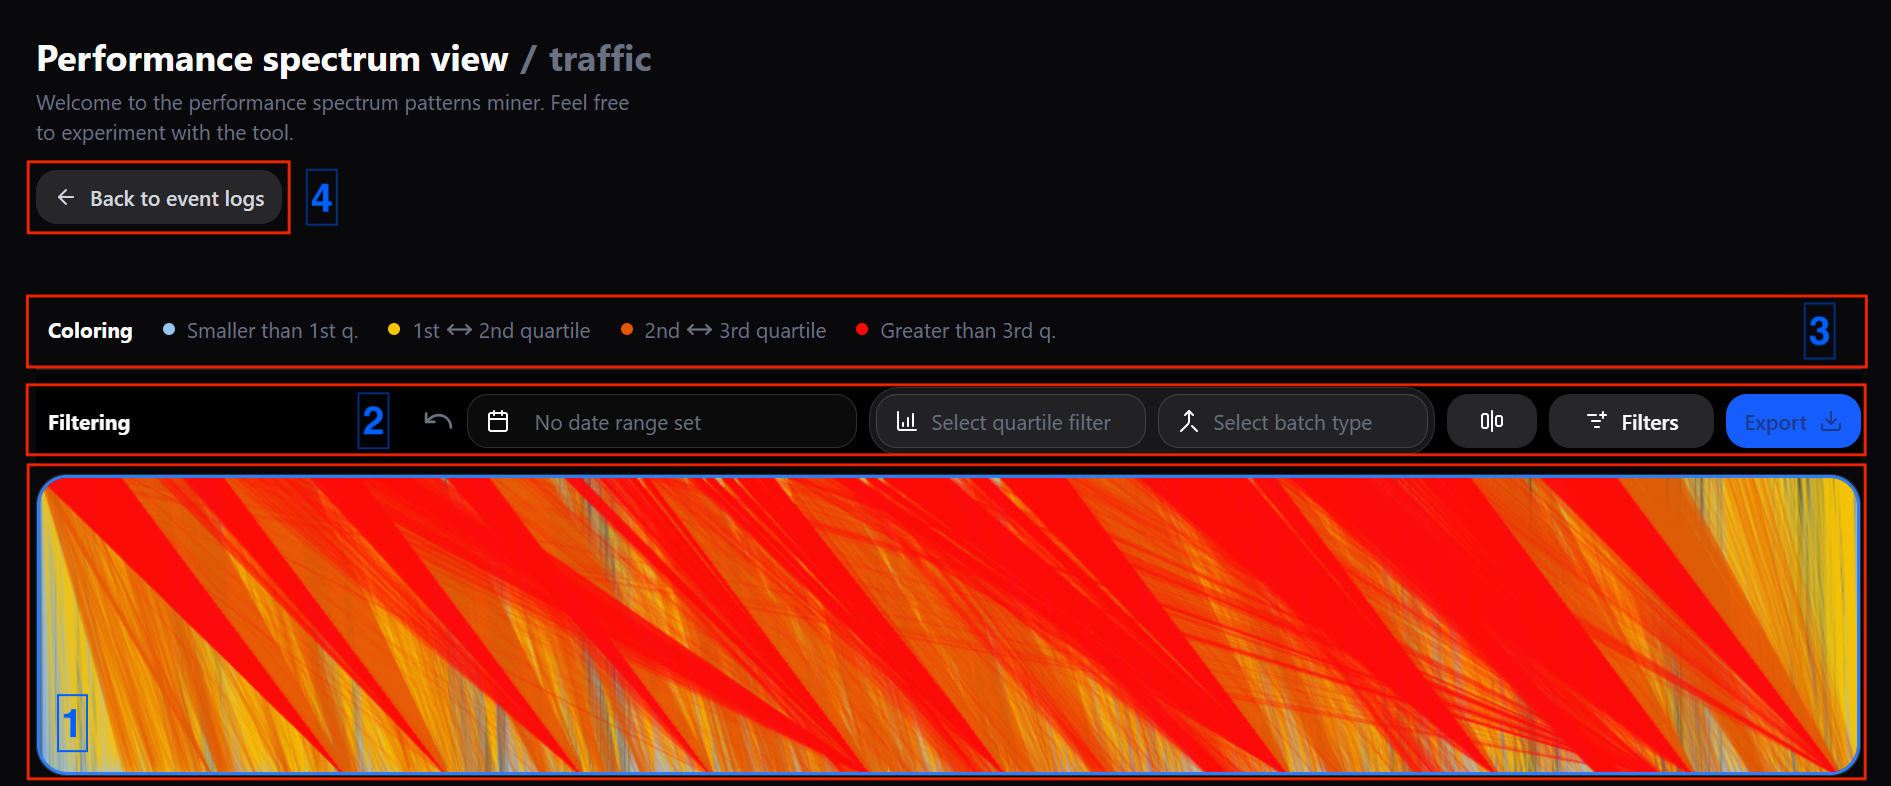 Performance spectrum view / traffic
Welcome to the performance spectrum patterns miner. Feel free
to experiment with the tool.
← Back to event logs 4
Coloring Smaller than 1st q. 1st ↔ 2nd quartile 2nd ↔ 3rd quartile Greater than 3rd q. 3
Filtering 2 No date range set Select quartile filter Select batch type Filters Export
1